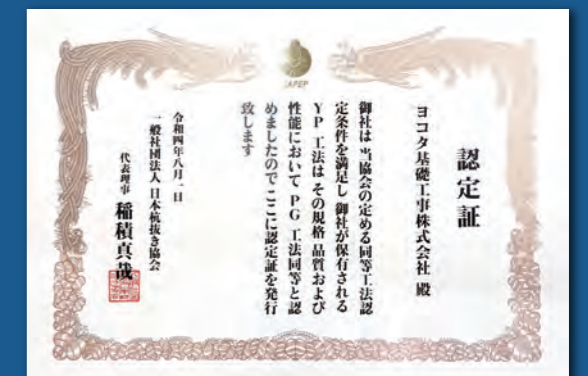 JAPEP
認定証
ヨコタ基礎工事株式会社 殿
御社は 当協会の定める同等工法認
定条件を満足し 御社が保有される
YP 工法は その規格 品質および
性能において PG 工法同等と認
めましたのでここに認定証を発行
致します
令和四年八月一日
一般社団法人 日本杭抜き協会
代表理事 稲積真哉